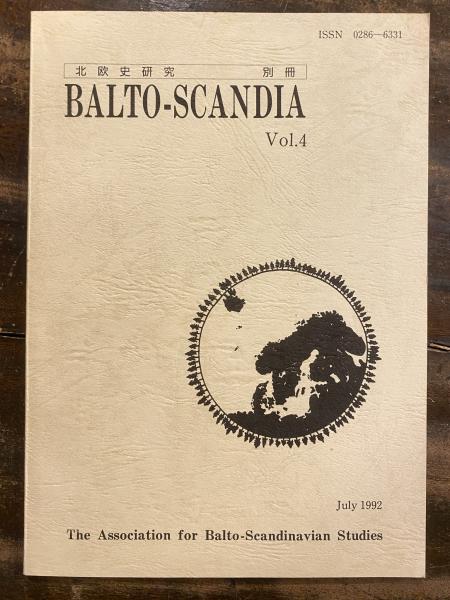 ISSN 0286—6331
北欧史研究 別冊
BALTO-SCANDIA
Vol.4
July 1992
The Association for Balto-Scandinavian Studies